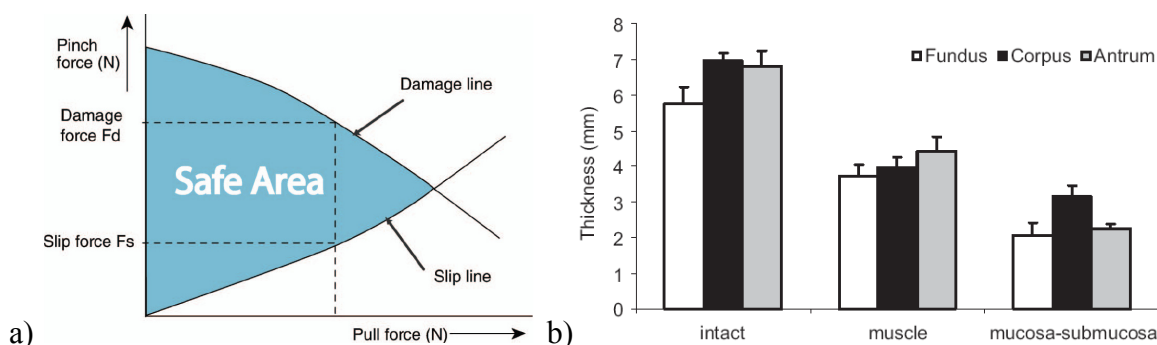 Pinch
force (N)
Damage line
Damage
force Fd
Safe Area
Slip force Fs
Slip line
a)
Pull force (N)
8
7
6
5
4
3
2
1
0
Thickness (mm)
Fundus Corpus Antrum
intact muscle mucosa-submucosa
b)